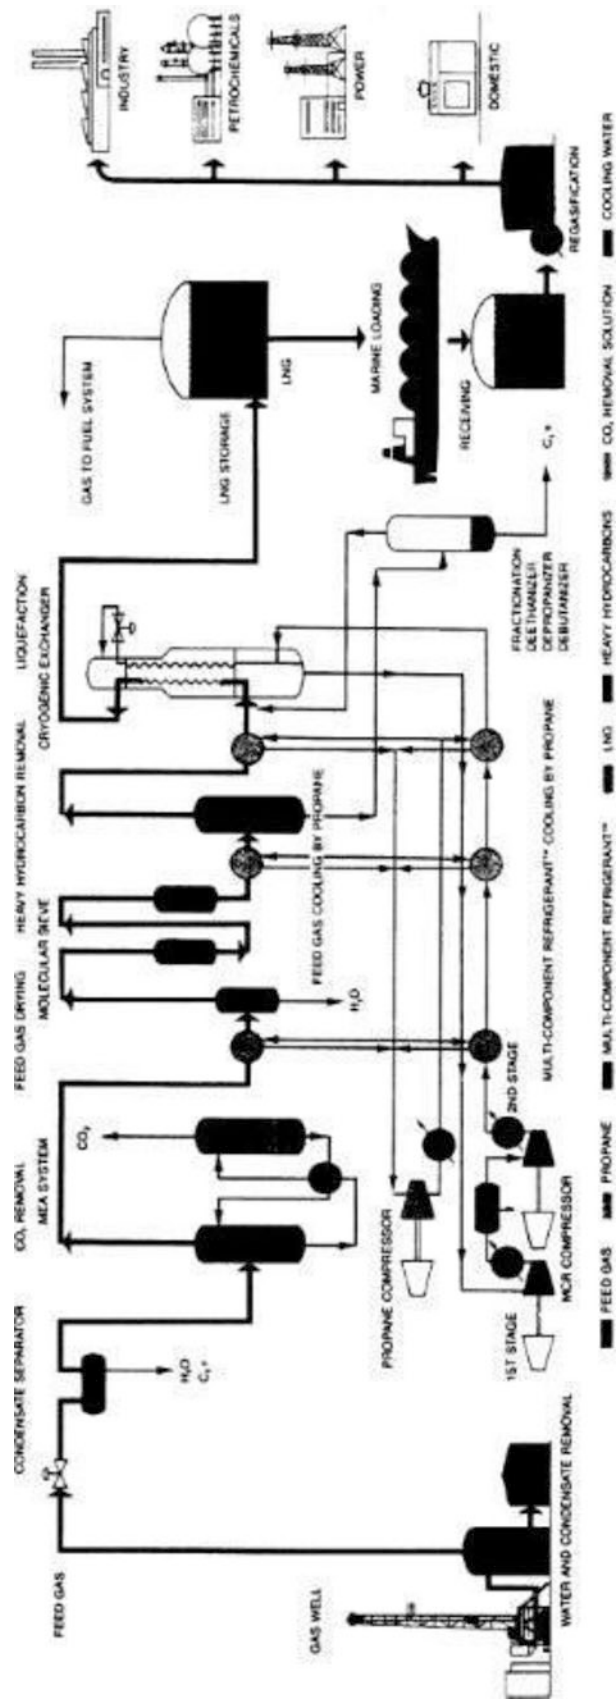 FEED GAS
CONDENSATE SEPARATOR
CO₂ REMOVAL
MEA SYSTEM
FEED GAS DRYING
MOLECULAR SIEVE
HEAVY HYDROCARBON REMOVAL
LIQUEFACTION
CRYOGENIC EXCHANGER
GAS TO FUEL SYSTEM
LNG STORAGE
LNG
INDUSTRY
PETROCHEMICALS
POWER
DOMESTIC
CO₂
H₂O
H₂O
FEED GAS COOLING BY PROPANE
MARINE LOADING
RECEIVING
REGASIFICATION
GAS WELL
WATER AND CONDENSATE REMOVAL
PROPANE COMPRESSOR
1ST STAGE
2ND STAGE
MCR COMPRESSOR
MULTI-COMPONENT REFRIGERANT™ COOLING BY PROPANE
FRACTIONATION
DEETHANIZER
DEPROPANIZER
DEBUTANIZER
FEED GAS
PROPANE
MULTI-COMPONENT REFRIGERANT™
LNG
HEAVY HYDROCARBONS
CO₂ REMOVAL SOLUTION
COOLING WATER